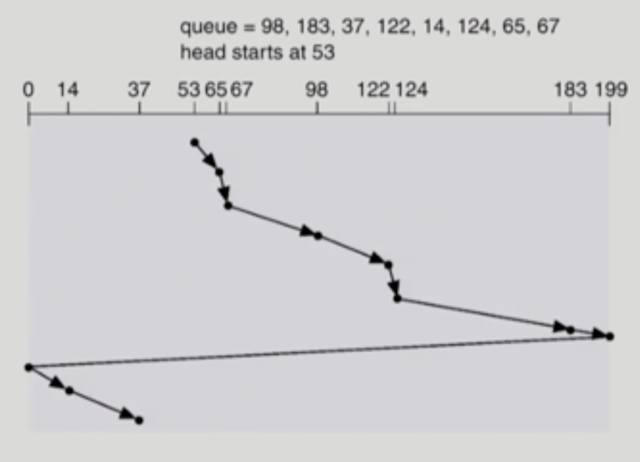 queue = 98, 183, 37, 122, 14, 124, 65, 67
head starts at 53
0 14 37 53 65 67 98 122 124 183 199